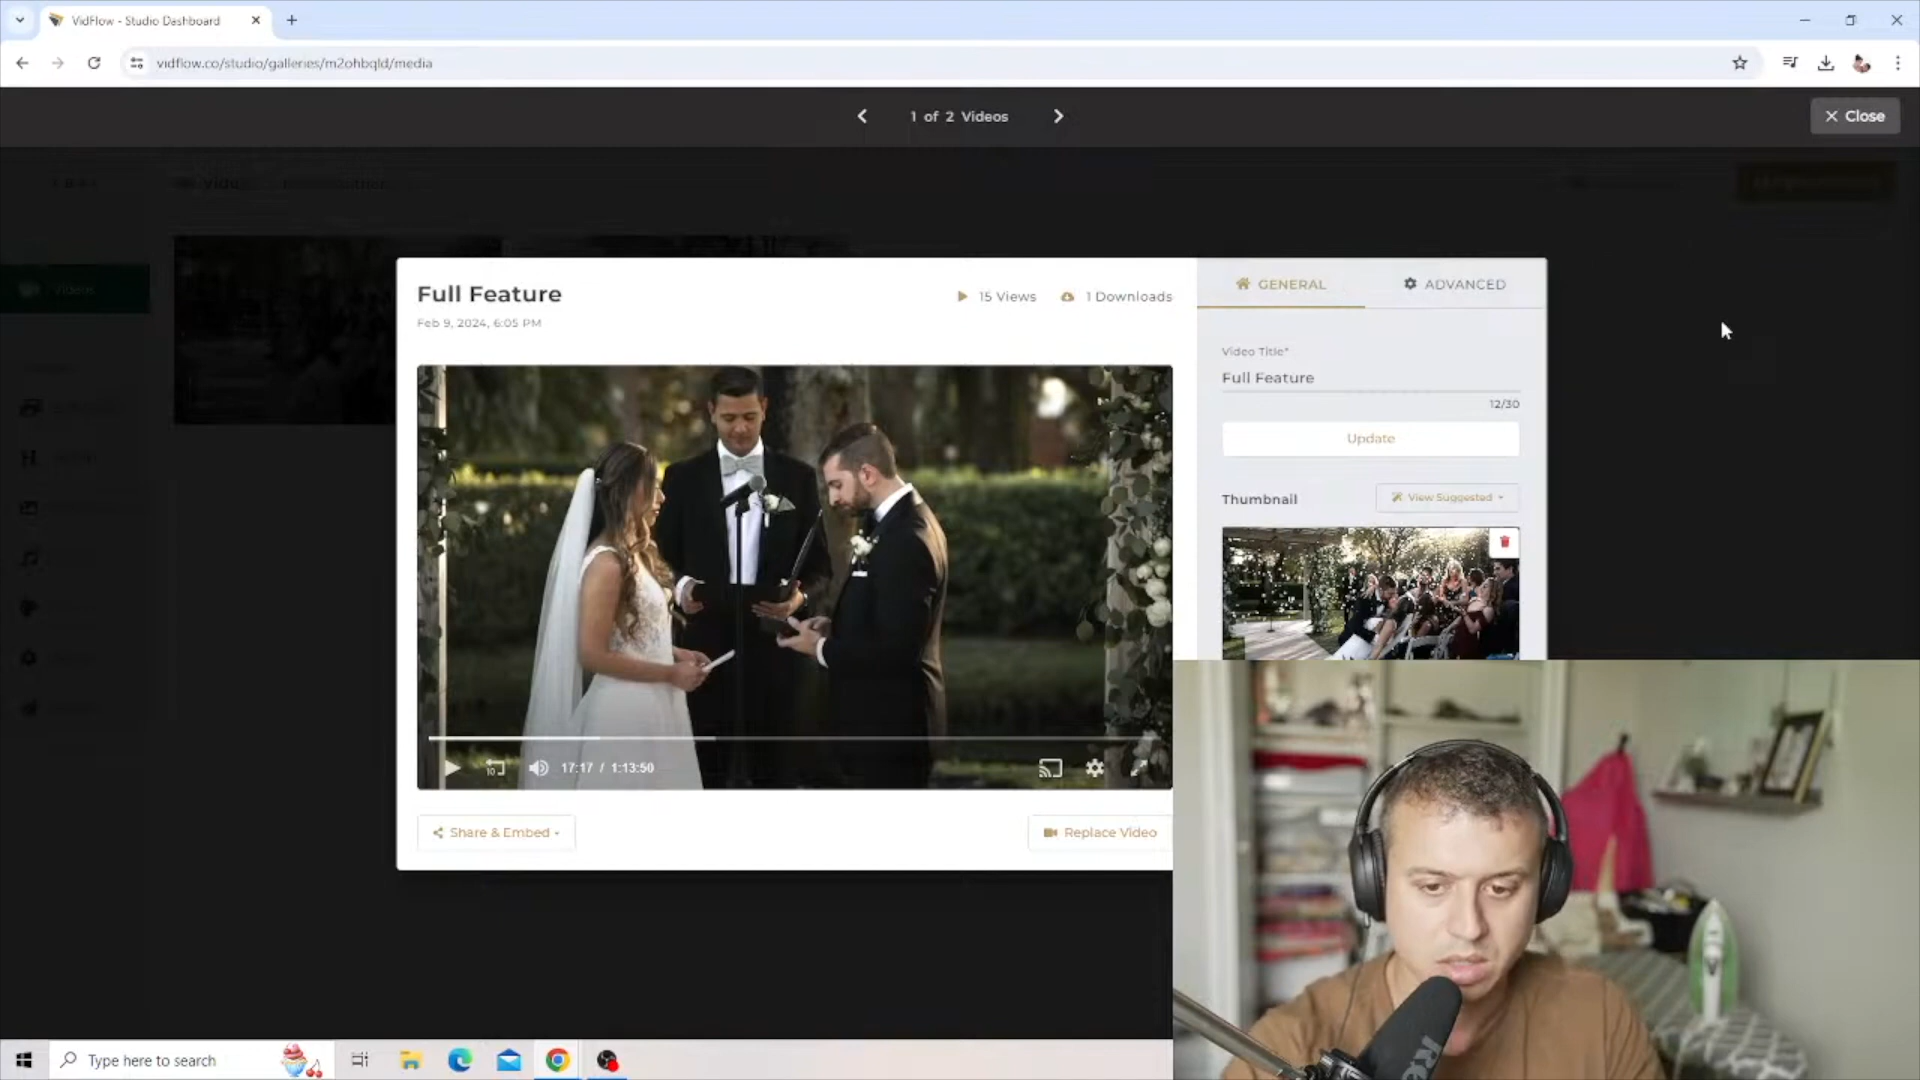 VidFlow - Studio Dashboard
vidflow.co/studio/galleries/m2ohbqld/media
1 of 2 Videos
Close
Full Feature
15 Views
1 Downloads
Feb 9, 2024, 6:05 PM
GENERAL
ADVANCED
Video Title*
Full Feature
12/30
Update
Thumbnail
View Suggested
10
17:17 / 1:13:50
Share & Embed
Replace Video
Type here to search